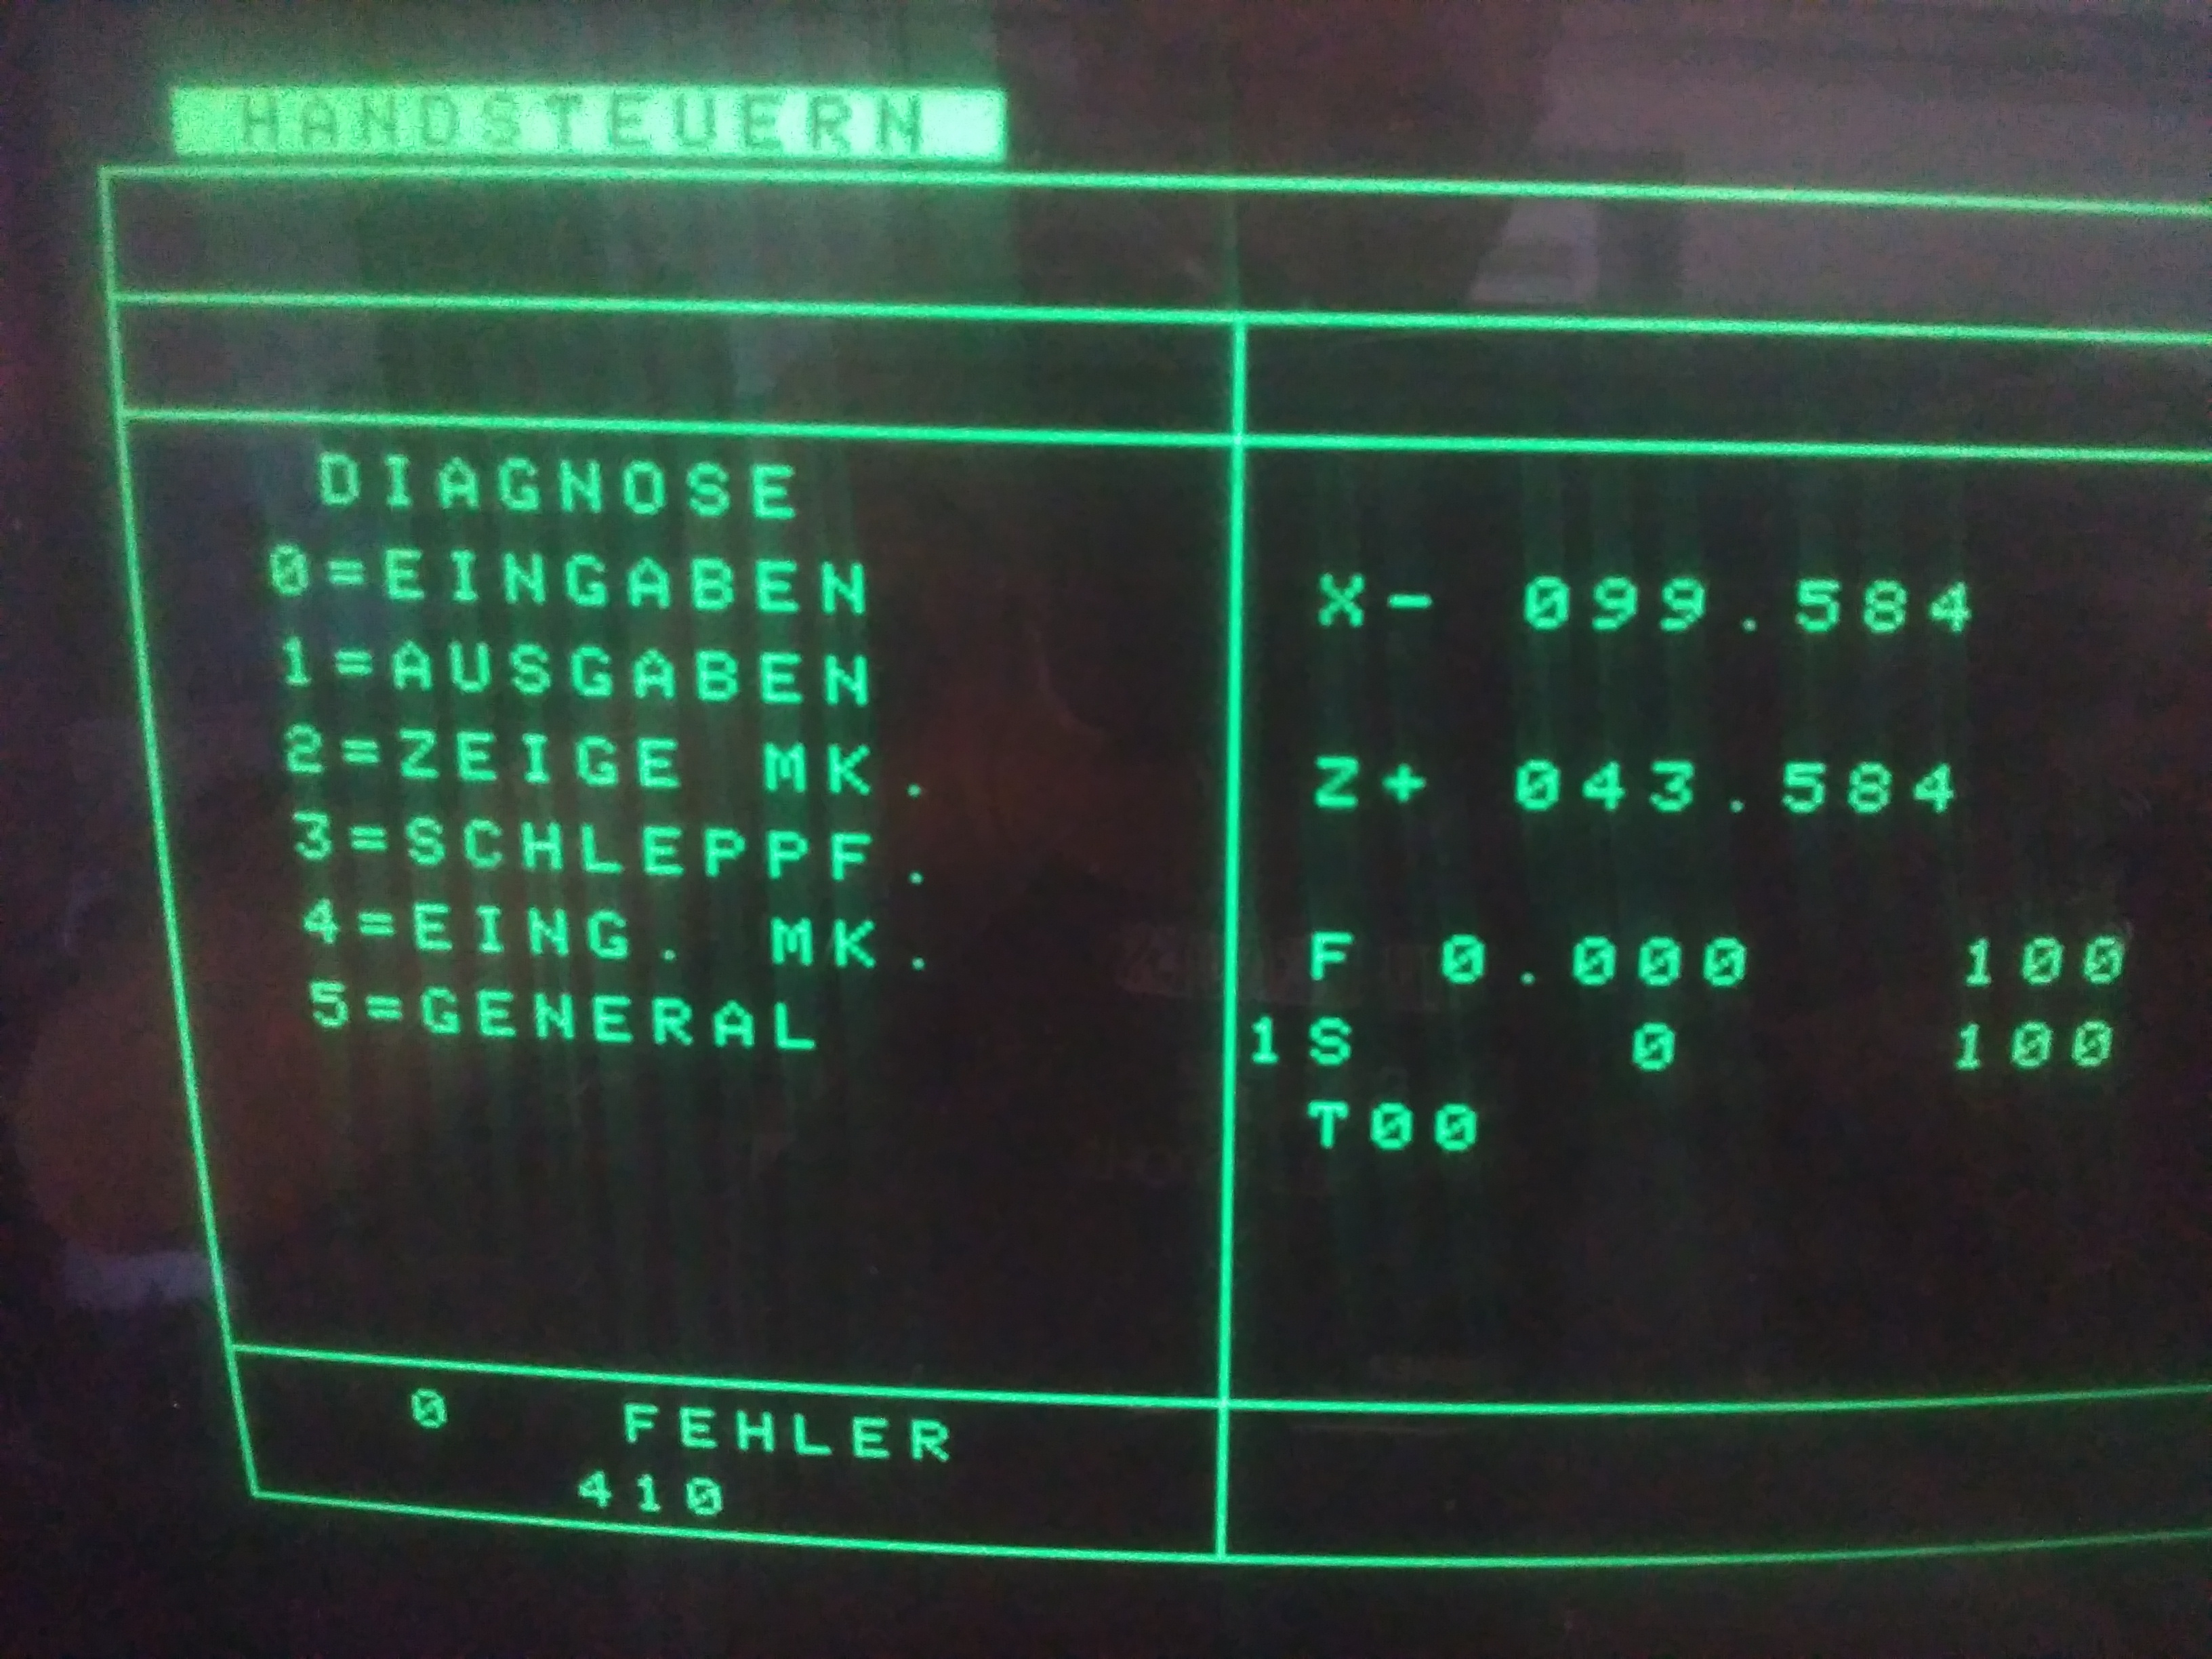 HANDSTEUERN
DIAGNOSE
0=EINGABEN
1=AUSGABEN
2=ZEIGE MK.
3=SCHLEPPF.
4=EING. MK.
5=GENERAL
X- 099.584
Z+ 043.584
F 0.000 100
1S 0 100
T00
0 FEHLER
410